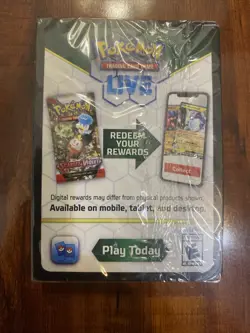 Pokémon
TRADING CARD GAME
LIVE
Pokémon
REDEEM
YOUR
REWARDS
Digital rewards may differ from physical products shown.
Available on mobile, tablet, and desktop.
Play Today